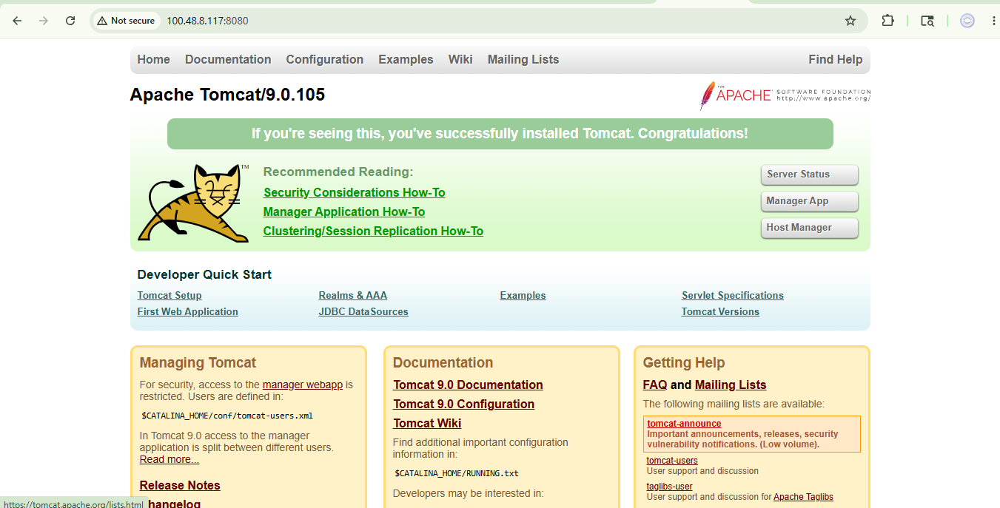 Not secure 100.48.8.117:8080
Home Documentation Configuration Examples Wiki Mailing Lists Find Help
Apache Tomcat/9.0.105
THE APACHE SOFTWARE FOUNDATION
http://www.apache.org/
If you're seeing this, you've successfully installed Tomcat. Congratulations!
TM
Recommended Reading:
Security Considerations How-To
Manager Application How-To
Clustering/Session Replication How-To
Server Status
Manager App
Host Manager
Developer Quick Start
Tomcat Setup
First Web Application
Realms & AAA
JDBC DataSources
Examples
Servlet Specifications
Tomcat Versions
Managing Tomcat
For security, access to the manager webapp is
restricted. Users are defined in:
$CATALINA_HOME/conf/tomcat-users.xml
In Tomcat 9.0 access to the manager
application is split between different users.
Read more...
Release Notes
hangelog
Documentation
Tomcat 9.0 Documentation
Tomcat 9.0 Configuration
Tomcat Wiki
Find additional important configuration
information in:
$CATALINA_HOME/RUNNING.txt
Developers may be interested in:
Getting Help
FAQ and Mailing Lists
The following mailing lists are available:
tomcat-announce
Important announcements, releases, security
vulnerability notifications. (Low volume).
tomcat-users
User support and discussion
taglibs-user
User support and discussion for Apache Taglibs
https://tomcat.apache.org/lists.html